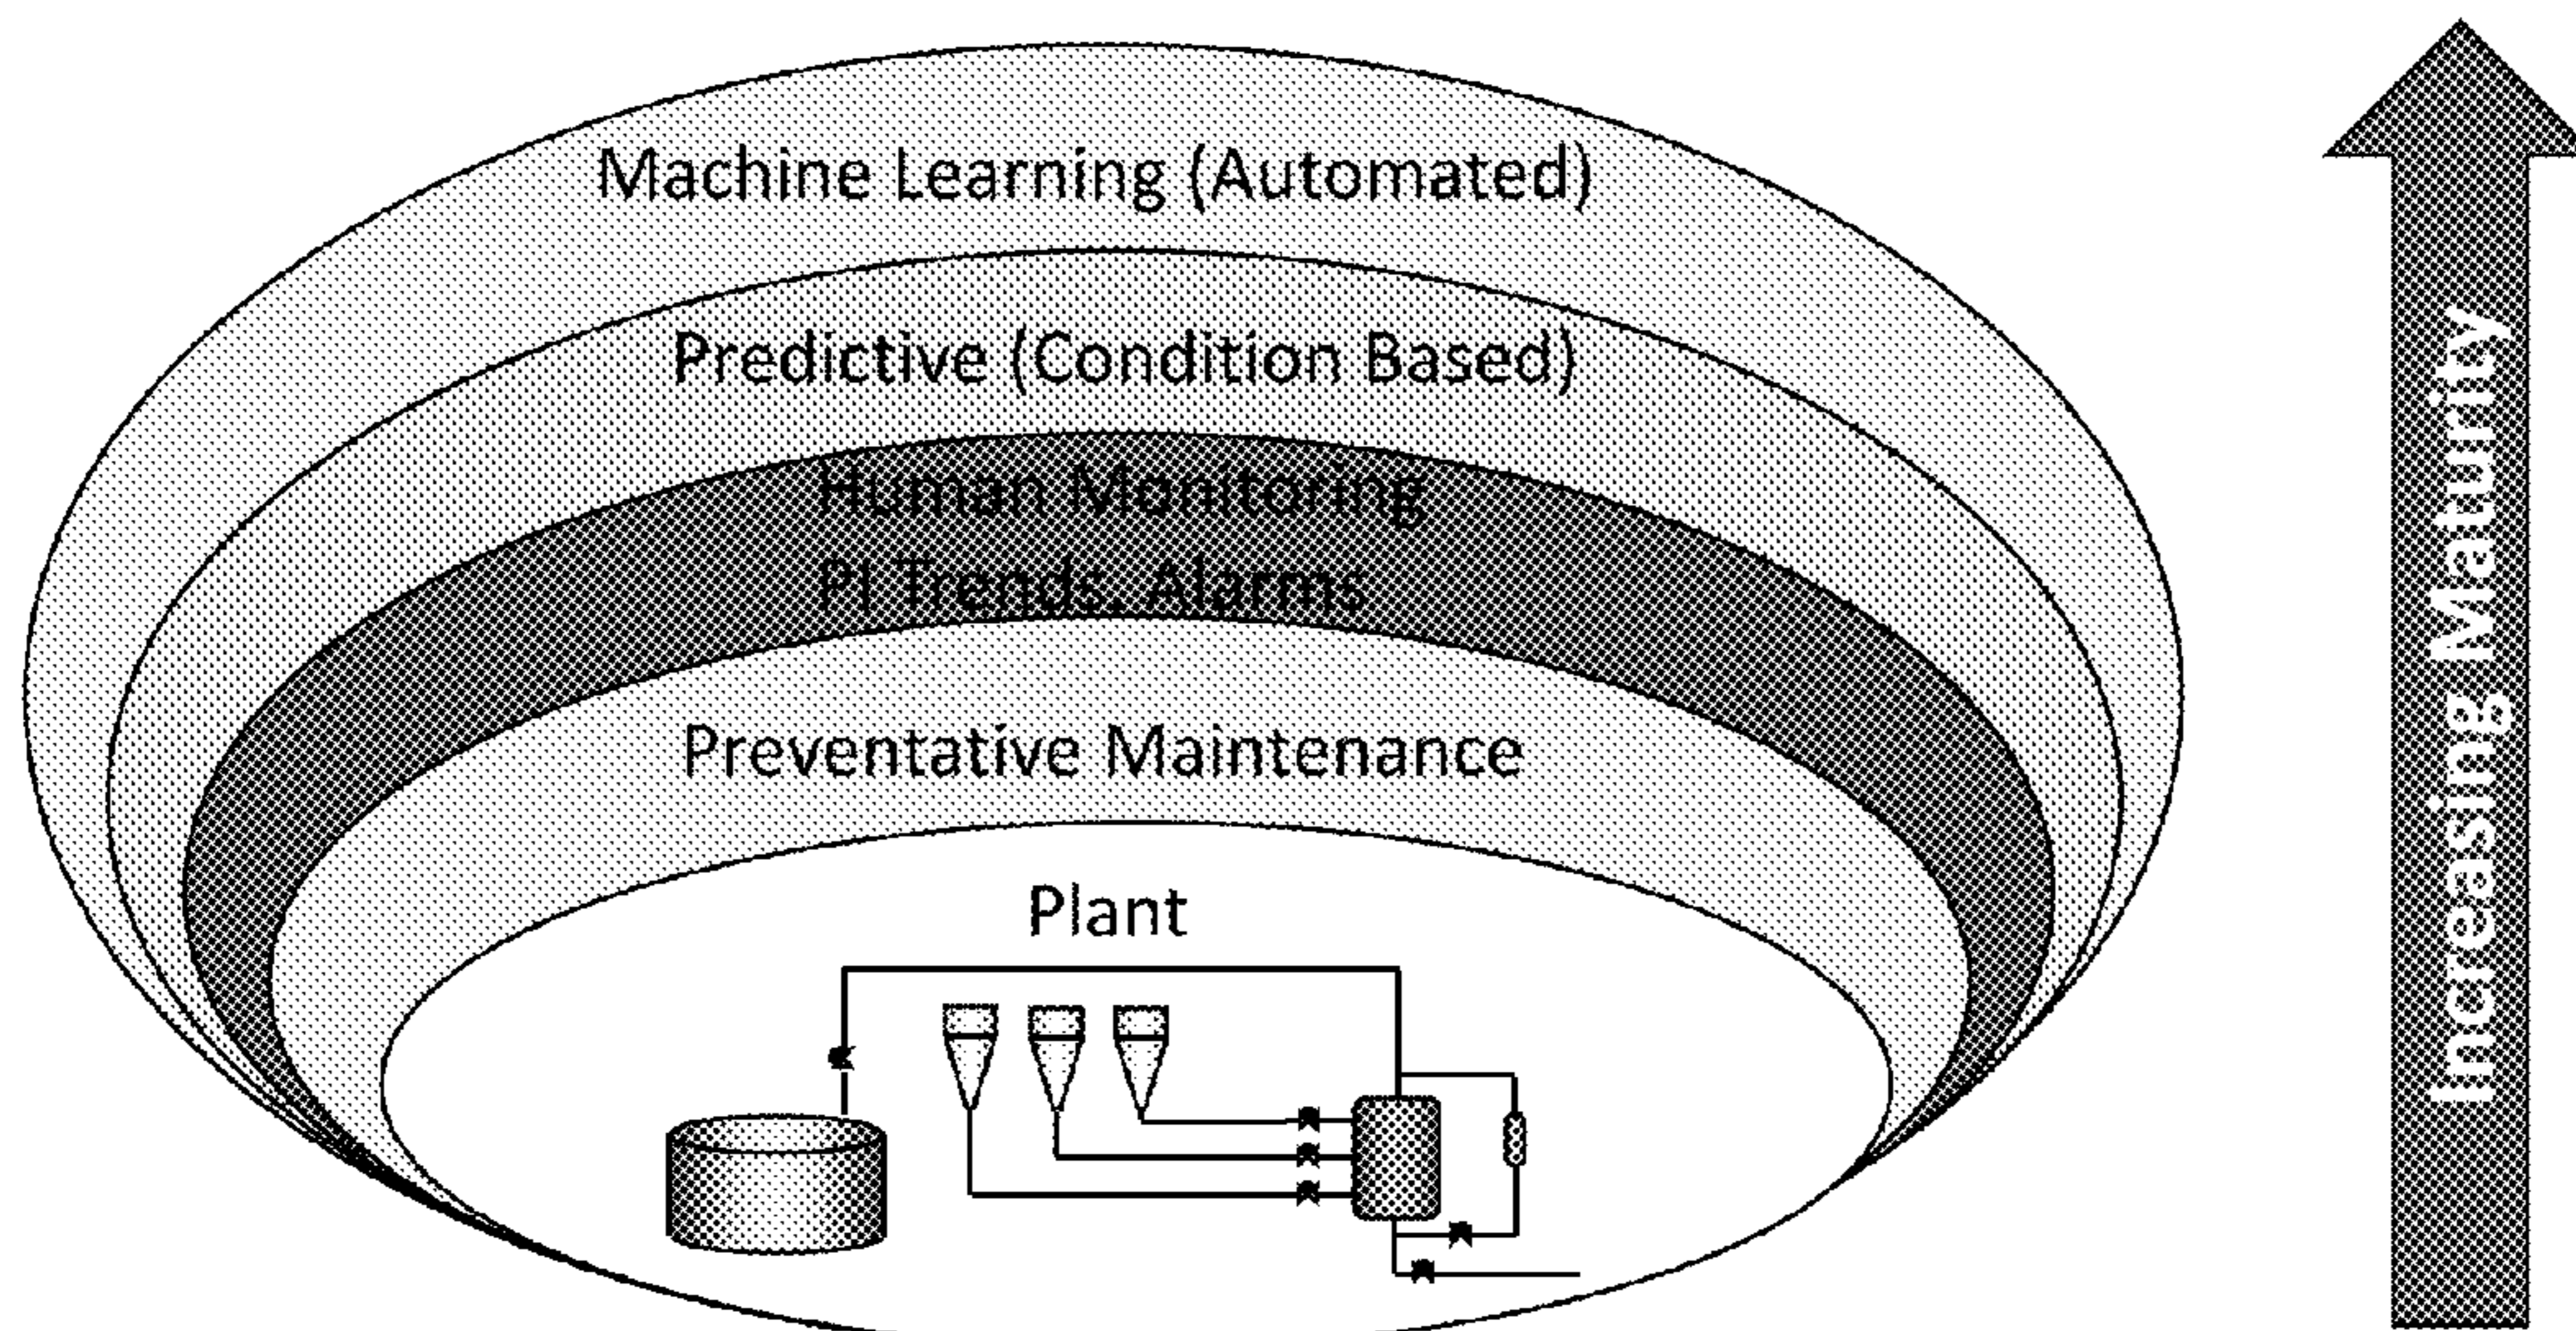 Machine Learning (Automated)
Predictive (Condition Based)
Human Monitoring
PI Trends, Alarms
Preventative Maintenance
Plant
Increasing Maturity